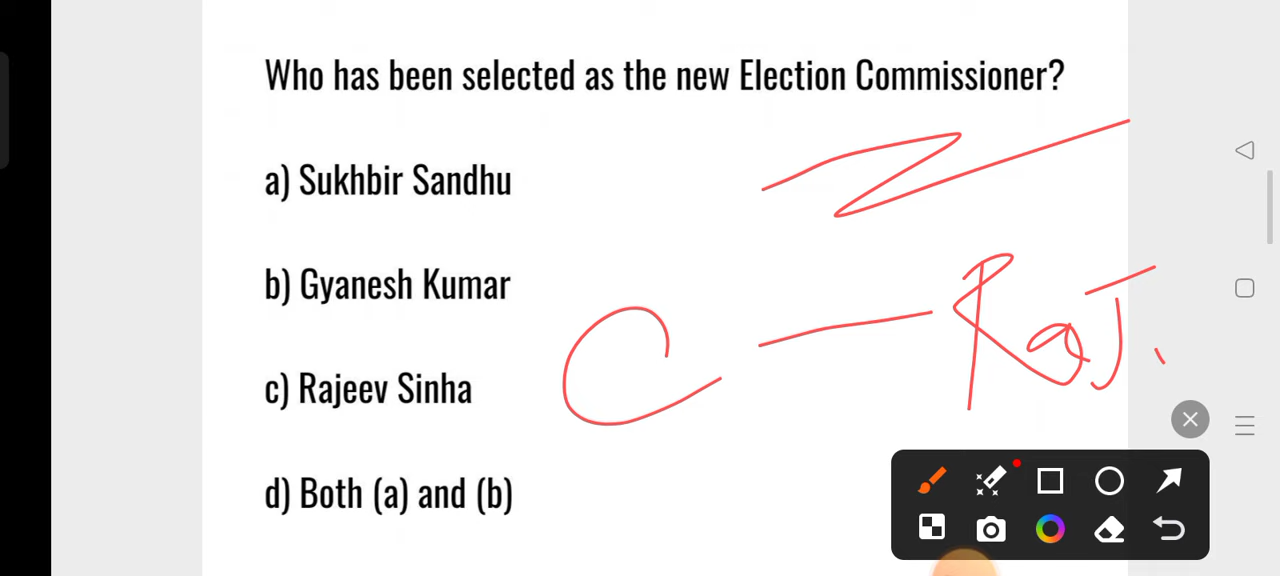 Who has been selected as the new Election Commissioner?
a) Sukhbir Sandhu
b) Gyanesh Kumar
c) Rajeev Sinha
C — Raj.
d) Both (a) and (b)